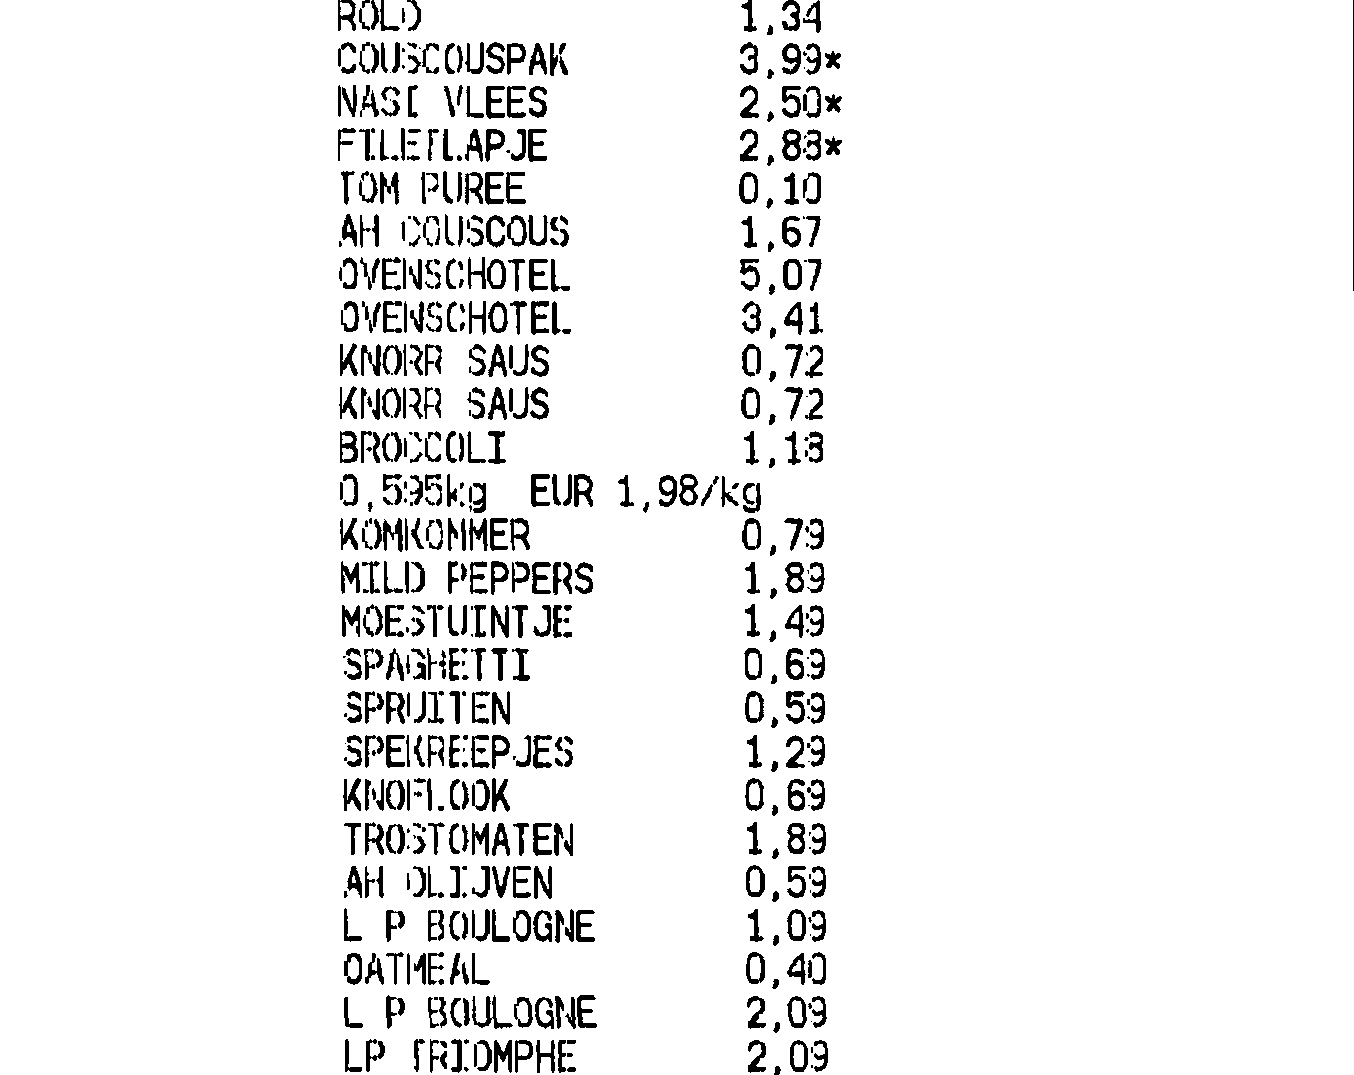 ROLO 1,34
COUSCOUSPAK 3,99*
NASI VLEES 2,50*
FILETLAPJE 2,88*
TOM PUREE 0,10
AH COUSCOUS 1,67
OVENSCHOTEL 5,07
OVENSCHOTEL 3,41
KNORR SAUS 0,72
KNORR SAUS 0,72
BROCCOLI 1,18
0,595kg EUR 1,98/kg
KOMKOMMER 0,79
MILD PEPPERS 1,89
MOESTUINTJE 1,49
SPAGHETTI 0,69
SPRUITEN 0,59
SPEKREEPJES 1,29
KNOFLOOK 0,69
TROSTOMATEN 1,89
AH OLIJVEN 0,59
L P BOULOGNE 1,09
OATMEAL 0,40
L P BOULOGNE 2,09
LP TRIOMPHE 2,09